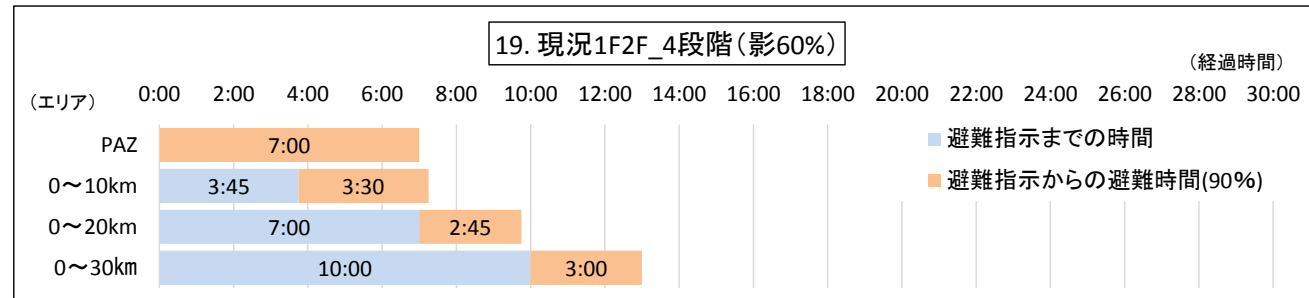 19. 現況1F2F_4段階(影60%)
(経過時間)
(エリア) 0:00 2:00 4:00 6:00 8:00 10:00 12:00 14:00 16:00 18:00 20:00 22:00 24:00 26:00 28:00 30:00
PAZ 7:00
避難指示までの時間
0～10km 3:45 3:30
避難指示からの避難時間(90%)
0～20km 7:00 2:45
0～30km 10:00 3:00